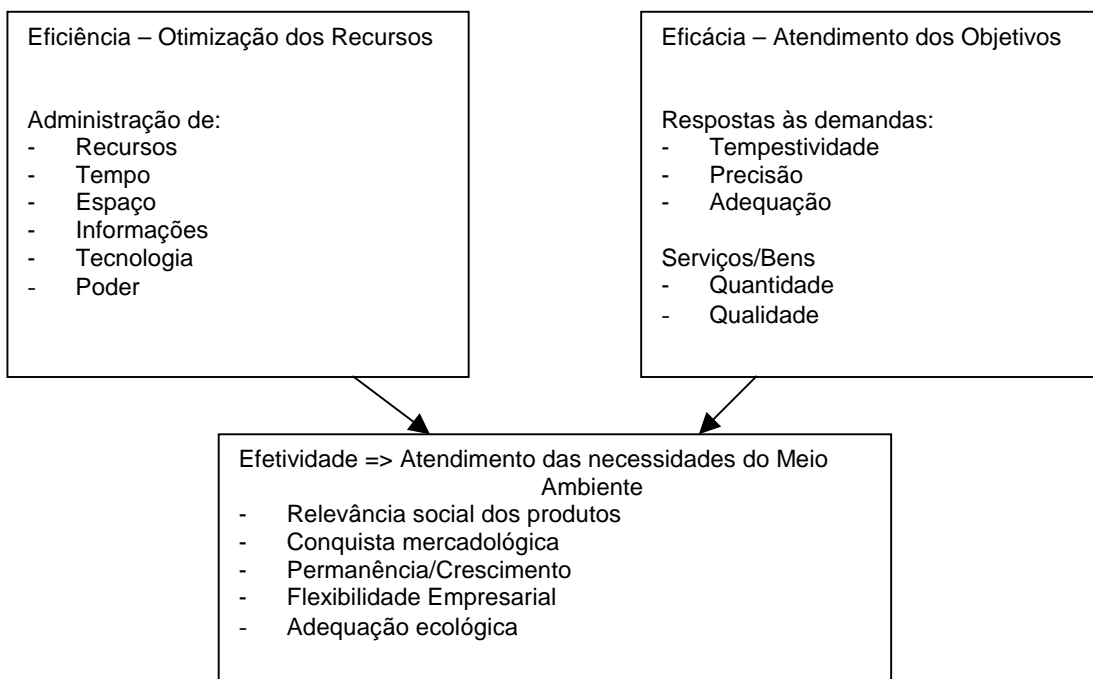 Eficiência – Otimização dos Recursos
Administração de:
- Recursos
- Tempo
- Espaço
- Informações
- Tecnologia
- Poder
Eficácia – Atendimento dos Objetivos
Respostas às demandas:
- Tempestividade
- Precisão
- Adequação
Serviços/Bens
- Quantidade
- Qualidade
Efetividade => Atendimento das necessidades do Meio
Ambiente
- Relevância social dos produtos
- Conquista mercadológica
- Permanência/Crescimento
- Flexibilidade Empresarial
- Adequação ecológica